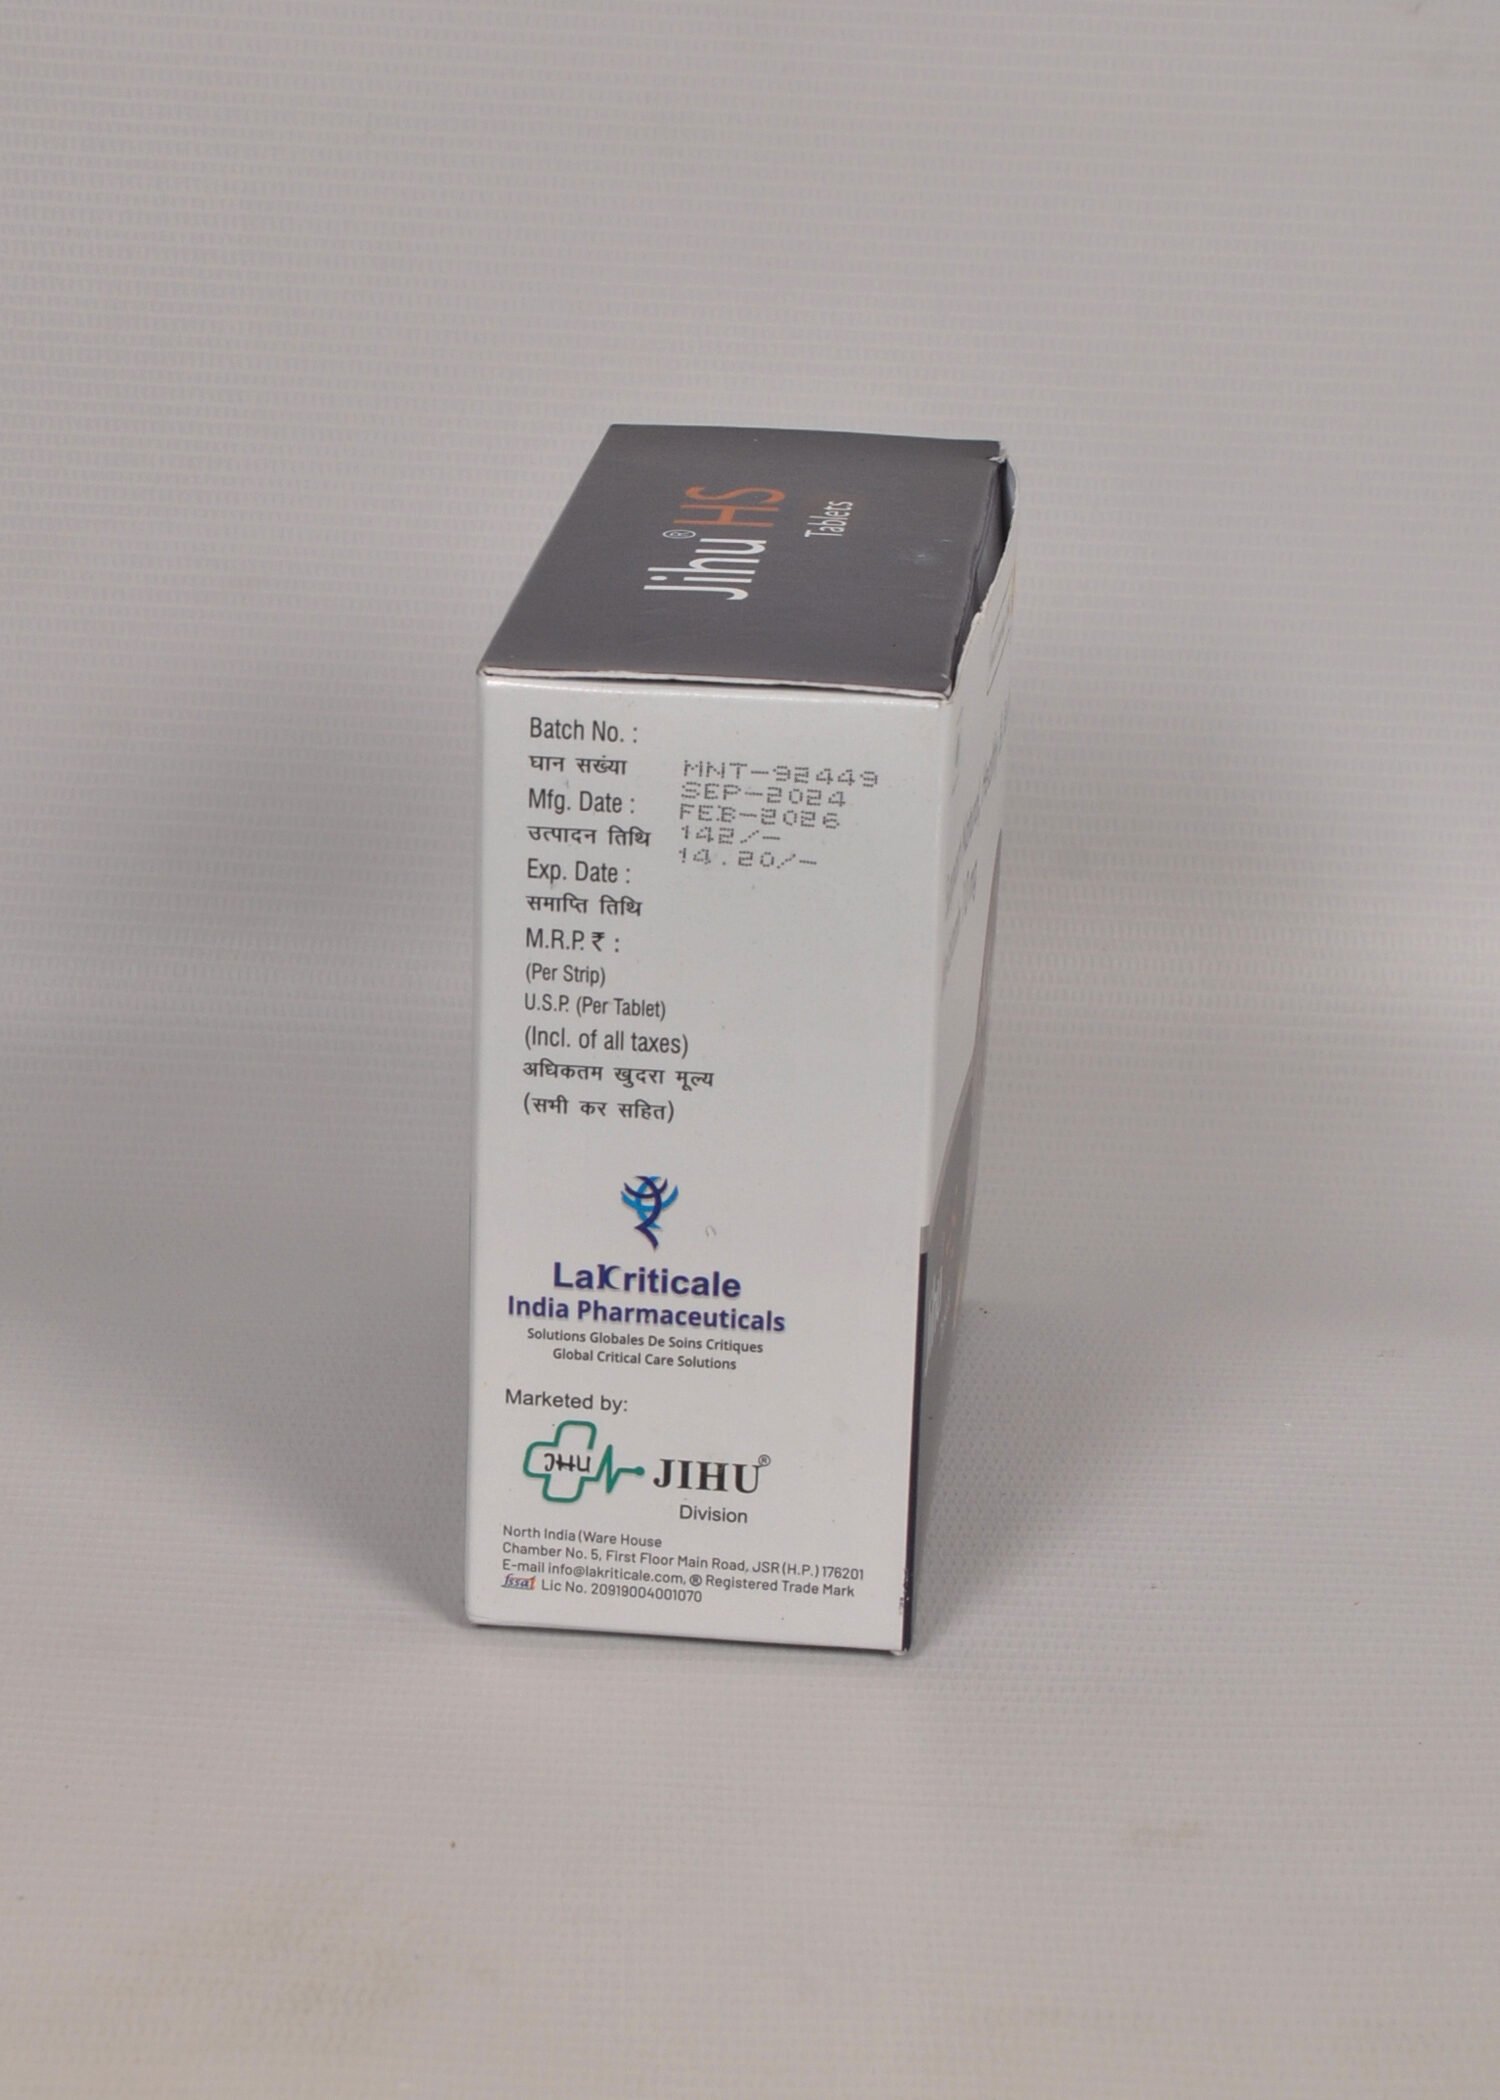 Jihu® HS
Tablets
Batch No. :
घान सख्ंया
Mfg. Date :
उत्पादन तिथि
Exp. Date :
समाप्ति तिथि
M.R.P. ₹ :
(Per Strip)
U.S.P. (Per Tablet)
(Incl. of all taxes)
अधिकतम खुदरा मूल्य
(सभी कर सहित)
MNT-92449
SEP-2024
FEB-2026
142/-
14.20/-
LaKriticale
India Pharmaceuticals
Solutions Globales De Soins Critiques
Global Critical Care Solutions
Marketed by:
JIHU JIHU®
Division
North India (Ware House
Chamber No. 5, First Floor Main Road, JSR (H.P.) 176201
E-mail info@lakriticale.com, ® Registered Trade Mark
fssai Lic No. 20919004001070